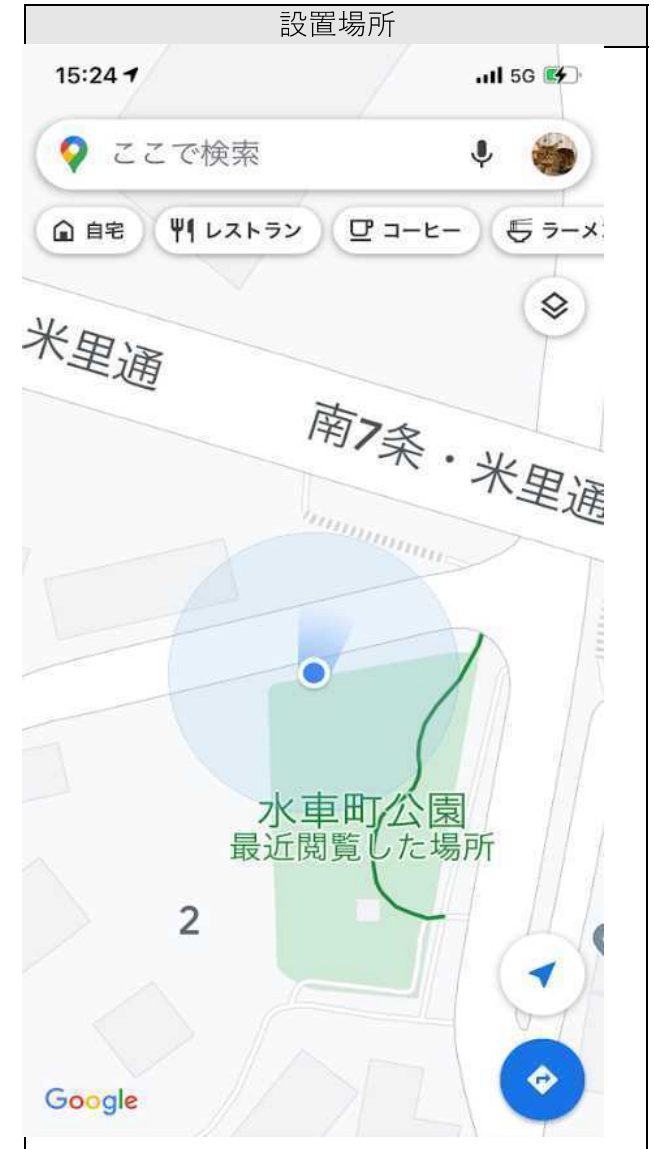 設置場所
15:24
5G
ここで検索
自宅
レストラン
コーヒー
ラーメ
米里通
南7条・米里通
水車町公園
最近閲覧した場所
2
Google